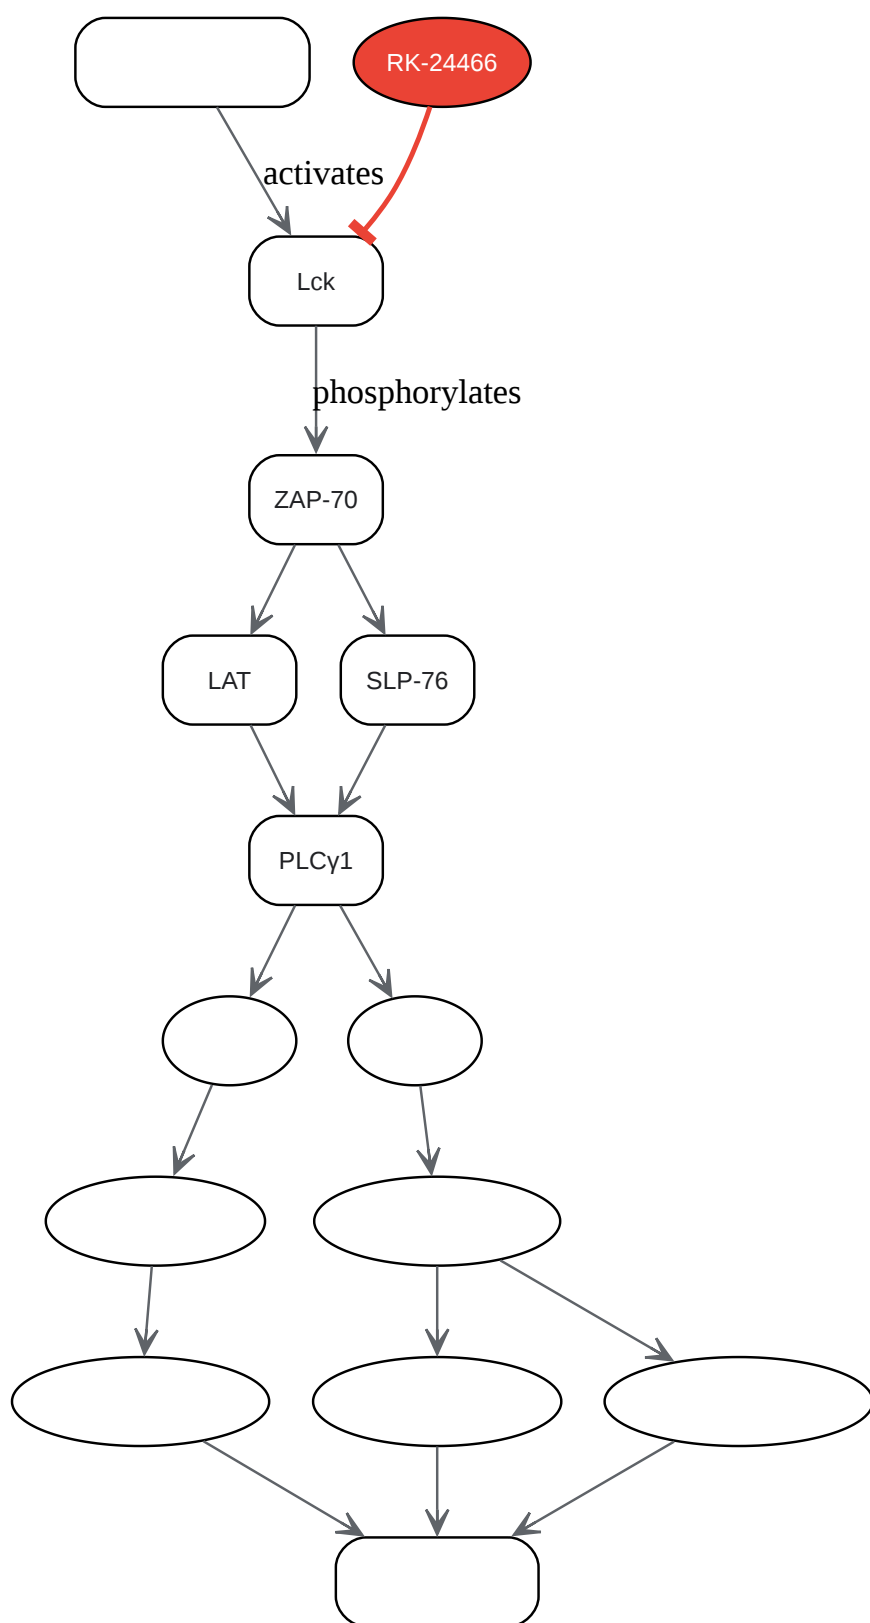 RK-24466
activates
Lck
phosphorylates
ZAP-70
LAT
SLP-76
PLCγ1